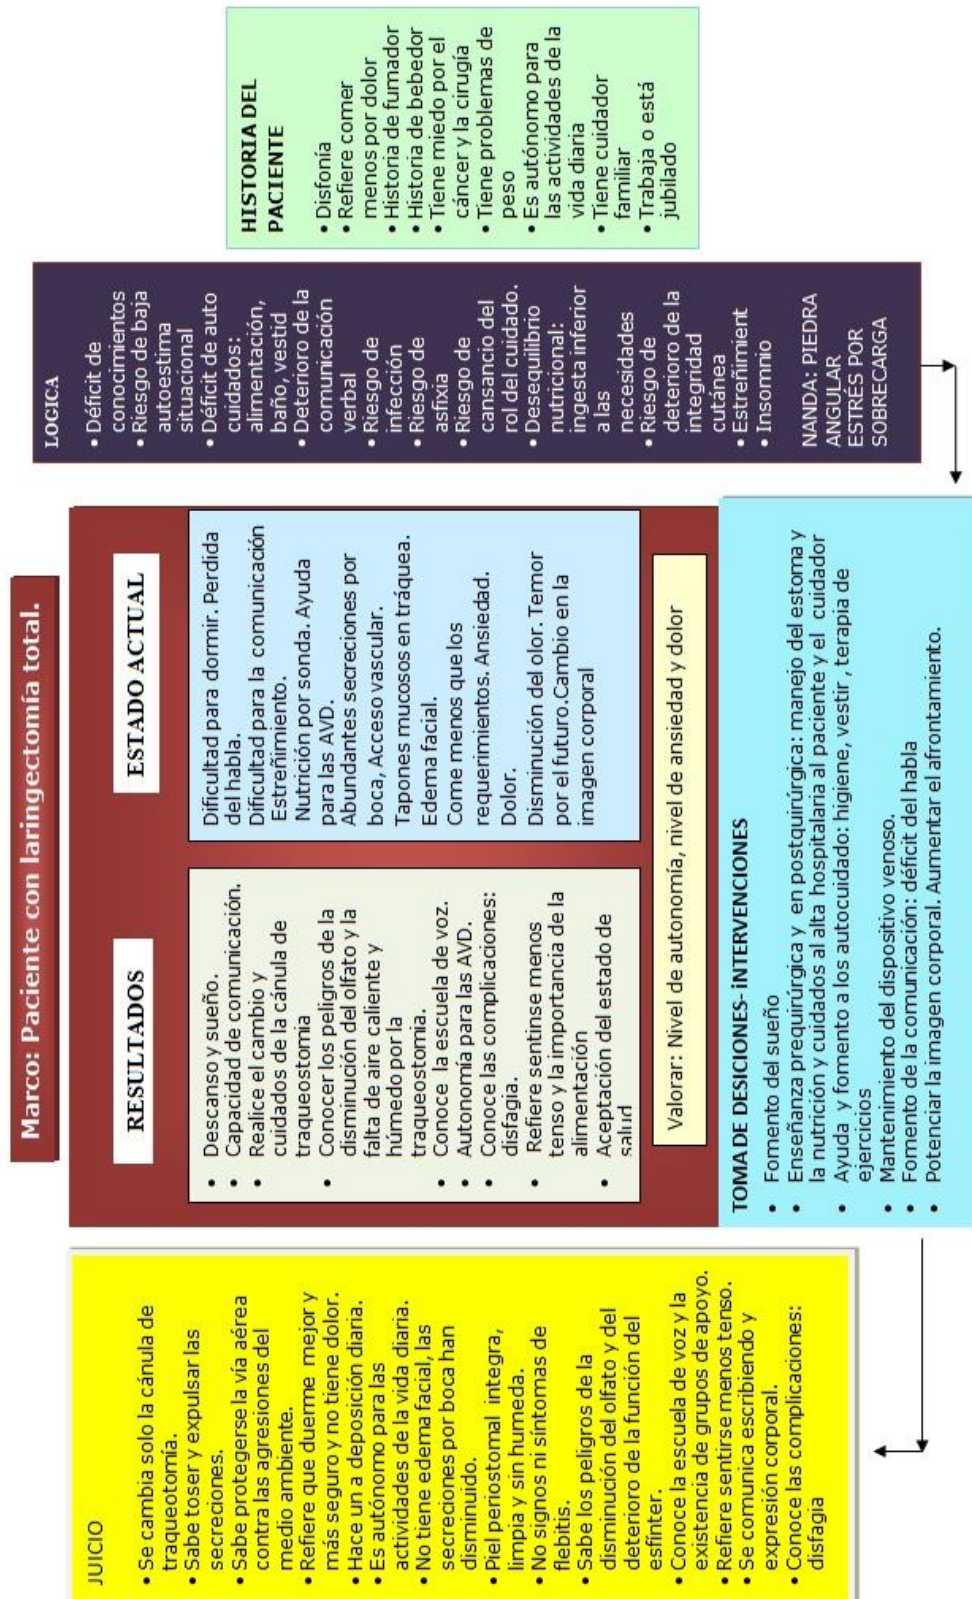 Marco: Paciente con laringectomía total.
JUICIO
• Se cambia solo la cánula de
traqueotomía.
• Sabe toser y expulsar las
secreciones.
• Sabe protegerse la vía aérea
contra las agresiones del
medio ambiente.
• Refiere que duerme mejor y
más seguro y no tiene dolor.
• Hace un a deposición diaria.
• Es autónomo para las
actividades de la vida diaria.
• No tiene edema facial, las
secreciones por boca han
disminuido.
• Piel periostomal integra,
limpia y sin humeda.
• No signos ni síntomas de
flebitis.
• Sabe los peligros de la
disminución del olfato y del
deterioro de la función del
esfínter.
• Conoce la escuela de voz y la
existencia de grupos de apoyo.
• Refiere sentirse menos tenso.
• Se comunica escribiendo y
expresión corporal.
• Conoce las complicaciones:
disfagia
RESULTADOS
• Descanso y sueño.
• Capacidad de comunicación.
• Realice el cambio y
cuidados de la cánula de
traqueostomia
• Conocer los peligros de la
disminución del olfato y la
falta de aire caliente y
húmedo por la
traqueostomia.
• Conoce la escuela de voz.
• Autonomía para las AVD.
• Conoce las complicaciones:
disfagia.
• Refiere sentinse menos
tenso y la importancia de la
alimentación
• Aceptación del estado de
salud
ESTADO ACTUAL
Dificultad para dormir. Perdida
del habla.
Dificultad para la comunicación
Estreñimiento.
Nutrición por sonda. Ayuda
para las AVD.
Abundantes secreciones por
boca, Acceso vascular.
Tapones mucosos en tráquea.
Edema facial.
Come menos que los
requerimientos. Ansiedad.
Dolor.
Disminución del olor. Temor
por el futuro.Cambio en la
imagen corporal
Valorar: Nivel de autonomía, nivel de ansiedad y dolor
TOMA DE DESICIONES- iNTERVENCIONES
• Fomento del sueño
• Enseñanza prequirúrgica y en postquirúrgica: manejo del estoma y
la nutrición y cuidados al alta hospitalaria al paciente y el cuidador
• Ayuda y fomento a los autocuidado: higiene, vestir , terapia de
ejercicios
• Mantenimiento del dispositivo venoso.
• Fomento de la comunicación: déficit del habla
• Potenciar la imagen corporal. Aumentar el afrontamiento.
LOGICA
• Déficit de
conocimientos
• Riesgo de baja
autoestima
situacional
• Déficit de auto
cuidados:
alimentación,
baño, vestid
• Deterioro de la
comunicación
verbal
• Riesgo de
infección
• Riesgo de
asfixia
• Riesgo de
cansancio del
rol del cuidado.
• Desequilibrio
nutricional:
ingesta inferior
a las
necesidades
• Riesgo de
deterioro de la
integridad
cutánea
• Estreñimient
• Insomnio
NANDA: PIEDRA
ANGULAR
ESTRÉS POR
SOBRECARGA
HISTORIA DEL
PACIENTE
• Disfonía
• Refiere comer
menos por dolor
• Historia de fumador
• Historia de bebedor
• Tiene miedo por el
cáncer y la cirugía
• Tiene problemas de
peso
• Es autónomo para
las actividades de la
vida diaria
• Tiene cuidador
familiar
• Trabaja o está
jubilado